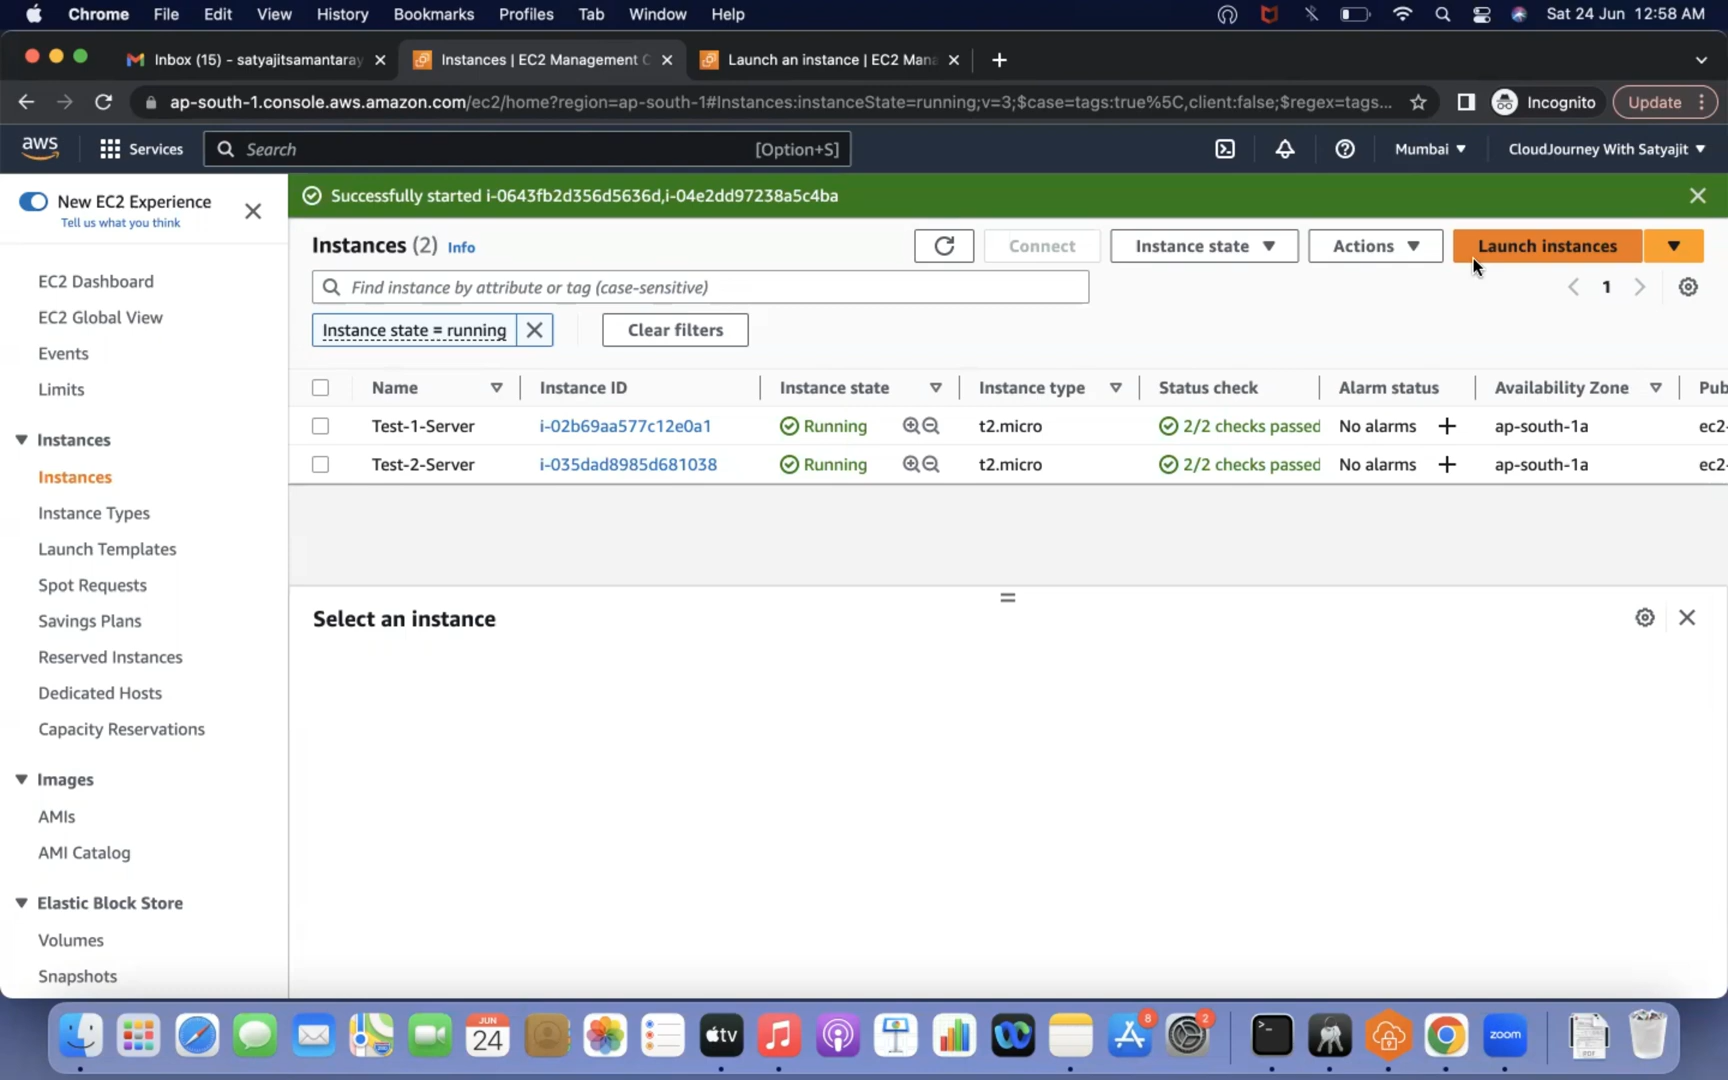 Chrome File Edit View History Bookmarks Profiles Tab Window Help Sat 24 Jun 12:58 AM
Inbox (15) - satyajitsamantaray Instances | EC2 Management C Launch an instance | EC2 Mana
ap-south-1.console.aws.amazon.com/ec2/home?region=ap-south-1#Instances:instanceState=running;v=3;$case=tags:true%5C,client:false;$regex=tags... Incognito Update
aws Services Search [Option+S] Mumbai CloudJourney With Satyajit
New EC2 Experience
Tell us what you think
EC2 Dashboard
EC2 Global View
Events
Limits
Instances
Instances
Instance Types
Launch Templates
Spot Requests
Savings Plans
Reserved Instances
Dedicated Hosts
Capacity Reservations
Images
AMIs
AMI Catalog
Elastic Block Store
Volumes
Snapshots
Successfully started i-0643fb2d356d5636d,i-04e2dd97238a5c4ba
Instances (2) Info Connect Instance state Actions Launch instances
Find instance by attribute or tag (case-sensitive) 1
Instance state = running Clear filters
Name Instance ID Instance state Instance type Status check Alarm status Availability Zone Pub
Test-1-Server i-02b69aa577c12e0a1 Running t2.micro 2/2 checks passed No alarms + ap-south-1a ec2-
Test-2-Server i-035dad8985d681038 Running t2.micro 2/2 checks passed No alarms + ap-south-1a ec2-
Select an instance
JUN
24
tv
8
2
zoom
PDF